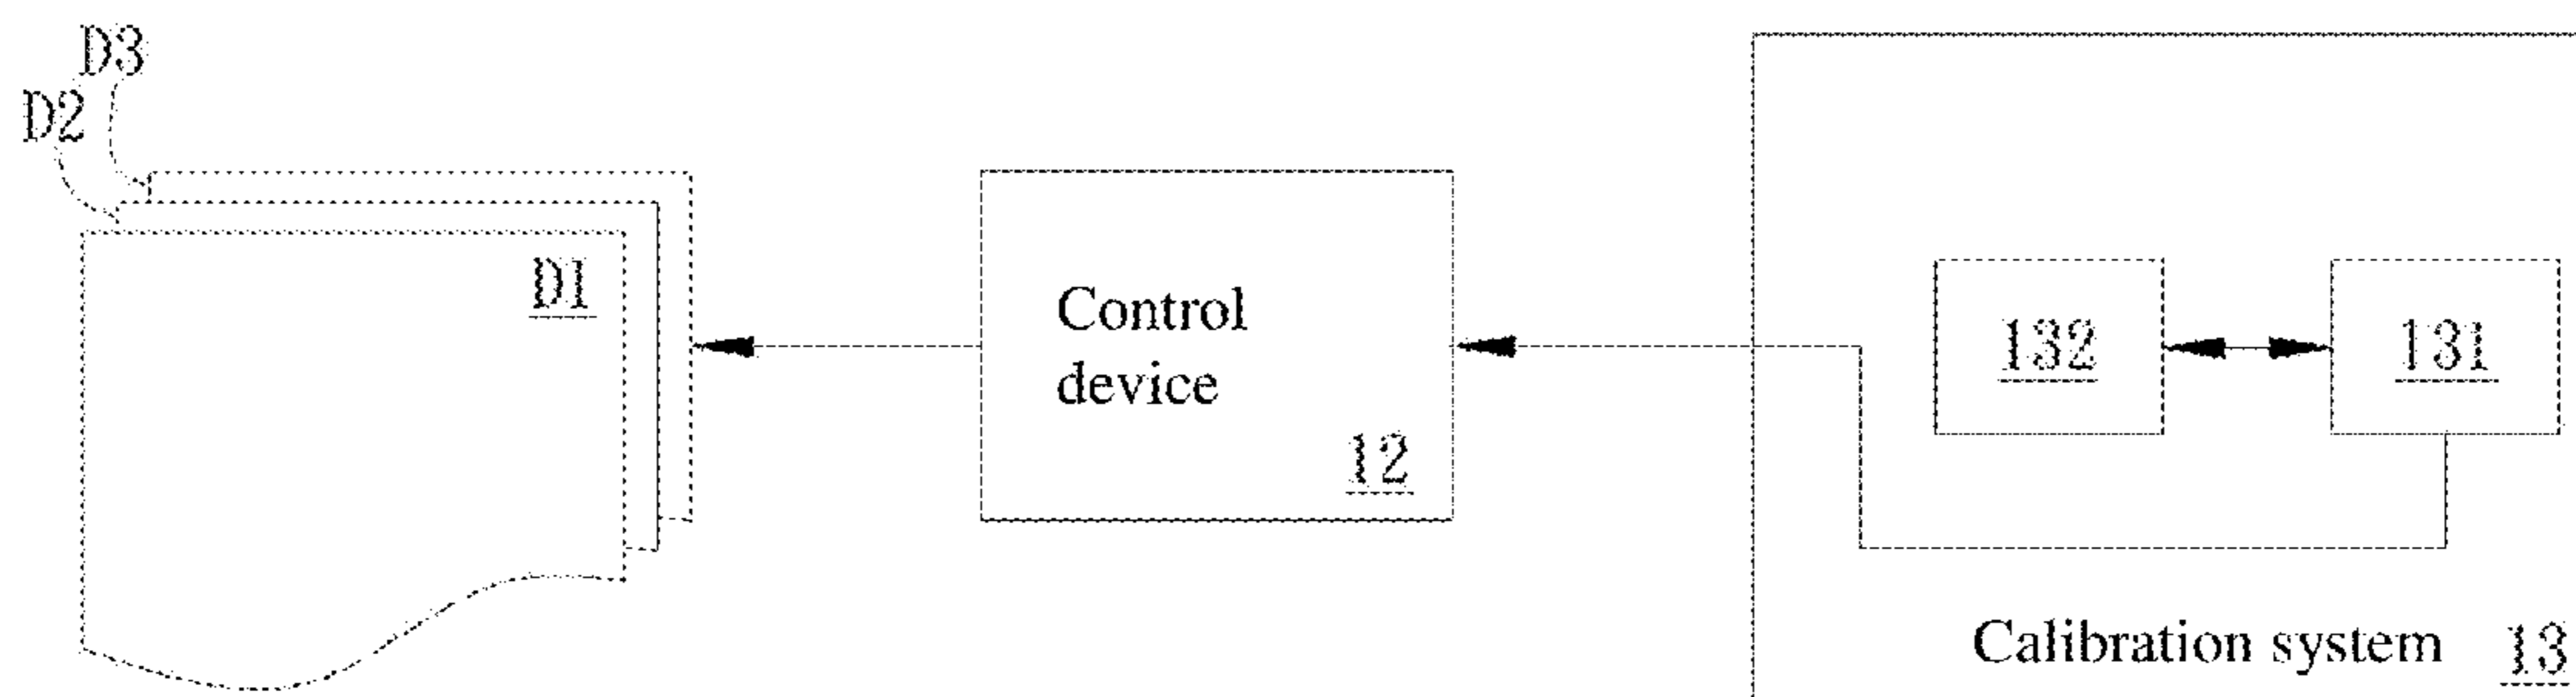 D3
D2
D1
Control
device
12
132
131
Calibration system 13